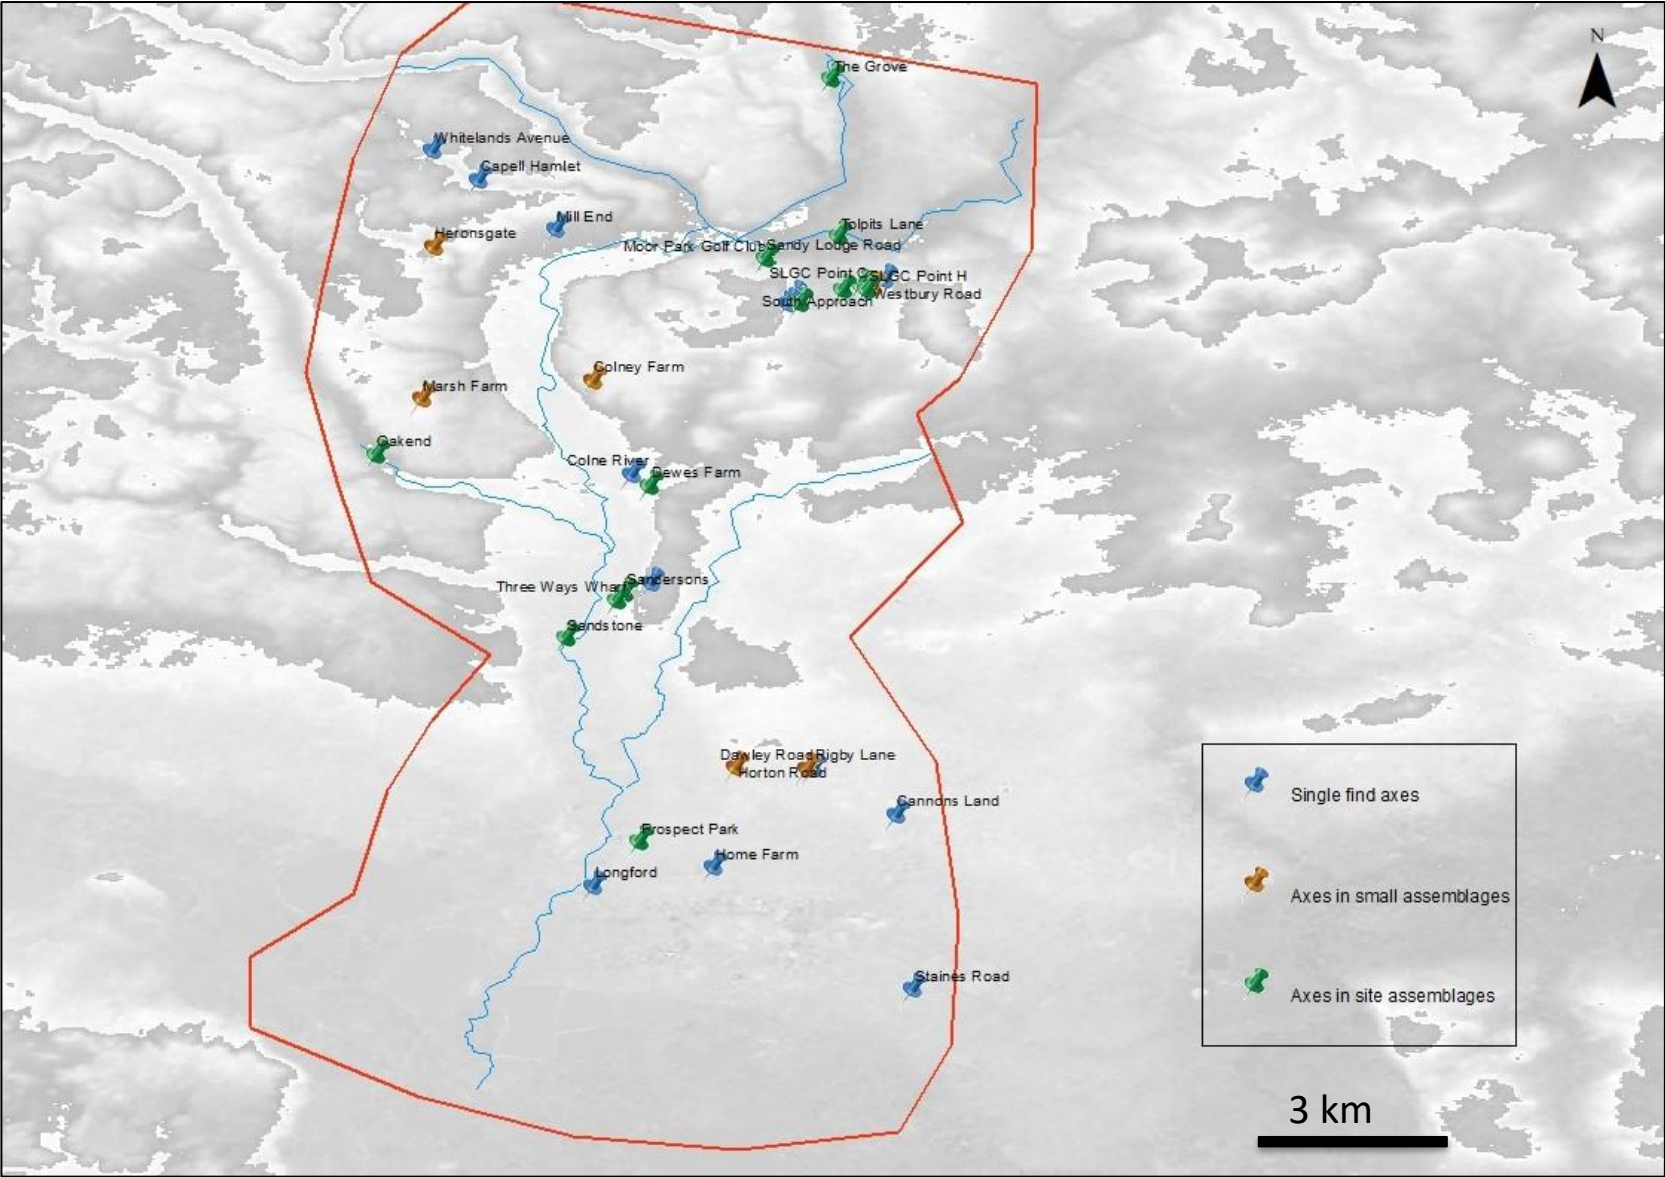 N
The Grove
Whitelands Avenue
Capell Hamlet
Mill End
Tolpits Lane
Heronsgate
Moor Park Golf Club
Sandy Lodge Road
SLGC Point C
SLGC Point H
Westbury Road
South Approach
Colney Farm
Marsh Farm
Oakend
Colne River
Dewes Farm
Sandersons
Three Ways Wharf
Sandstone
Dawley Road
Rigby Lane
Horton Road
Cannons Land
Prospect Park
Home Farm
Longford
Staines Road
Single find axes
Axes in small assemblages
Axes in site assemblages
3 km